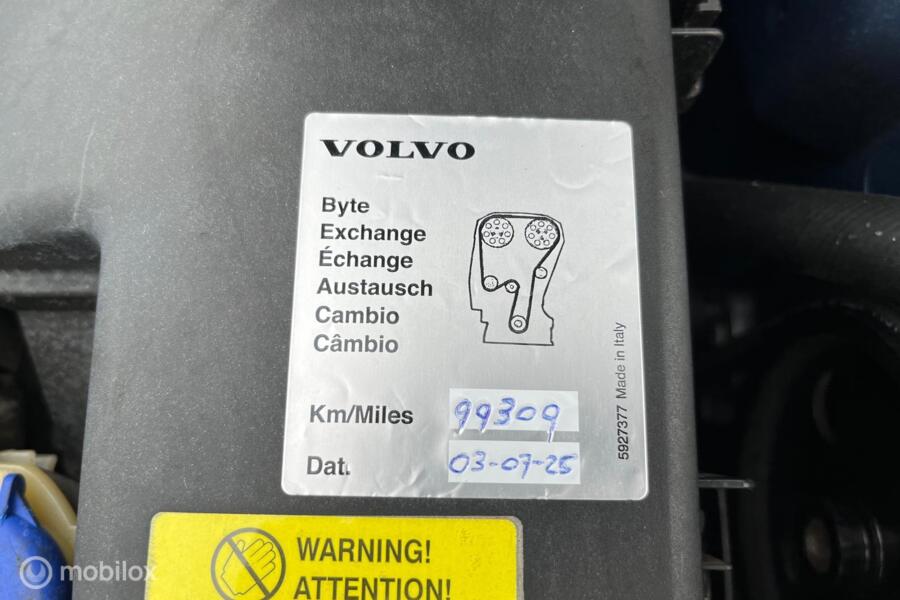 VOLVO
Byte
Exchange
Échange
Austausch
Cambio
Câmbio
Km/Miles 99309
Dat. 03-07-25
5927377 Made in Italy
WARNING!
ATTENTION!
mobilox